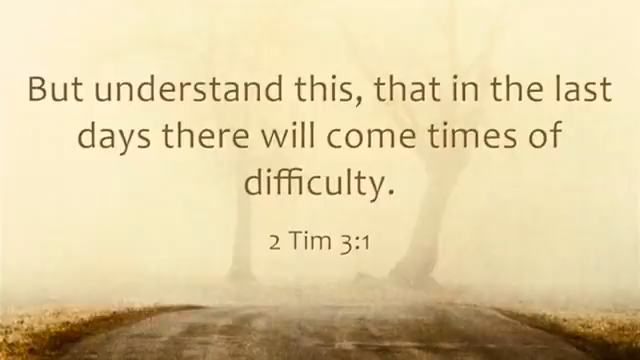 But understand this, that in the last
days there will come times of
difficulty.
2 Tim 3:1